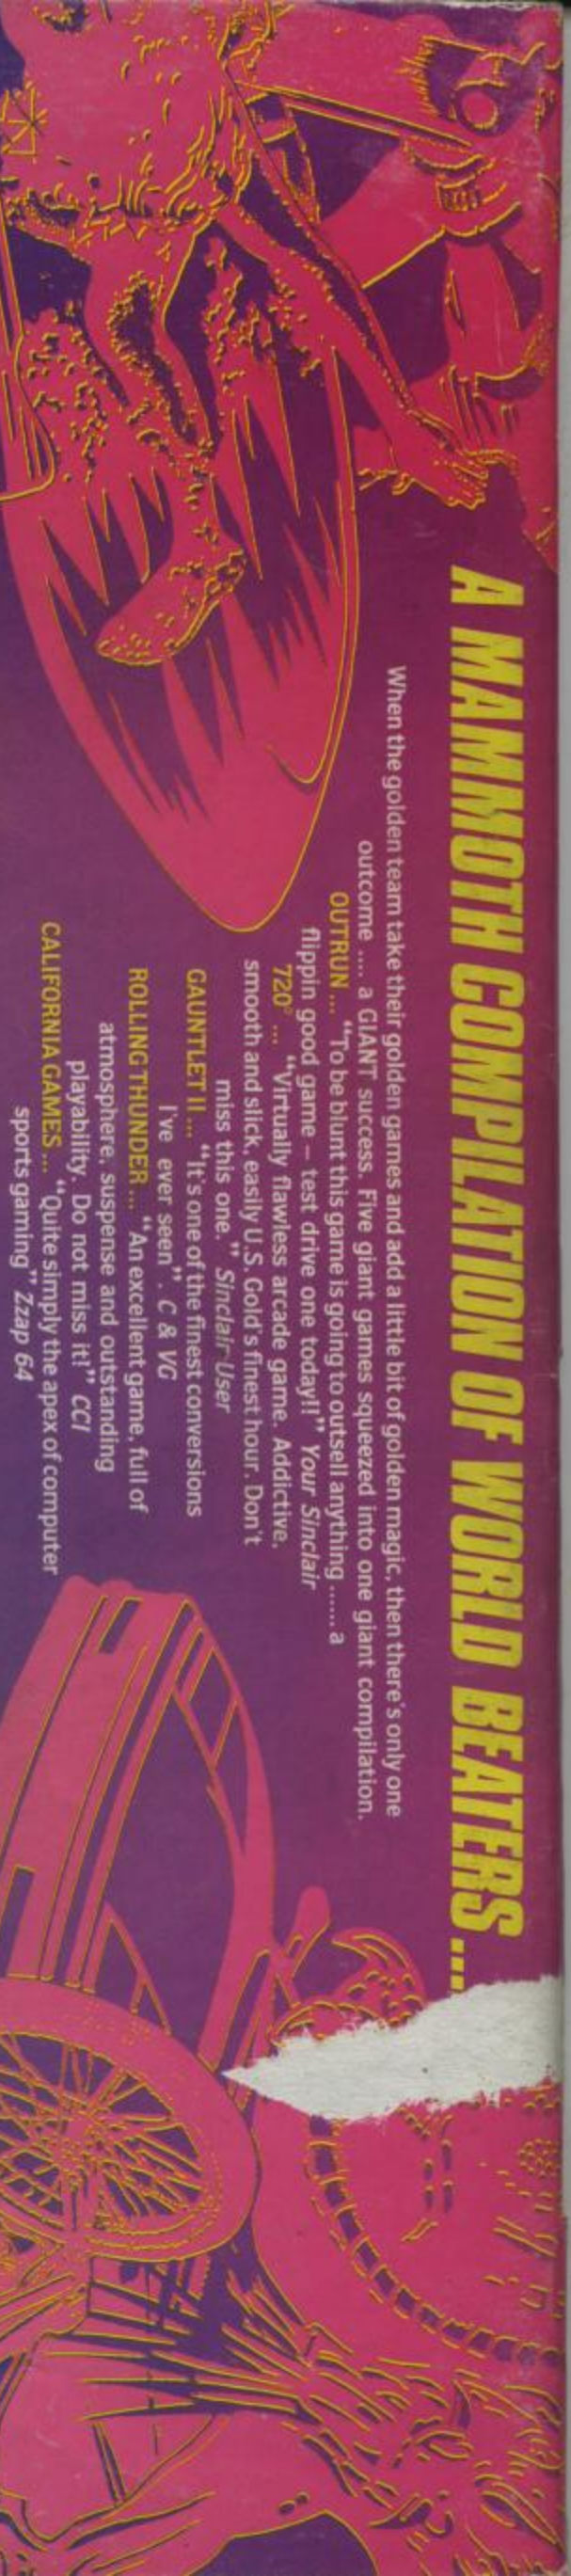 A MAMMOTH COMPILATION OF WORLD BEATERS...
When the golden team take their golden games and add a little bit of golden magic, then there's only one
outcome .... a GIANT success. Five giant games squeezed into one giant compilation.
OUTRUN ... “To be blunt this game is going to outsell anything ...... a
flippin good game – test drive one today!!” Your Sinclair
720° ... “Virtually flawless arcade game. Addictive,
smooth and slick, easily U.S. Gold's finest hour. Don't
miss this one.” Sinclair User
GAUNTLET II ... “It's one of the finest conversions
I've ever seen”. C & VG
ROLLING THUNDER ... “An excellent game, full of
atmosphere, suspense and outstanding
playability. Do not miss it!” CCI
CALIFORNIA GAMES ... “Quite simply the apex of computer
sports gaming” Zzap 64